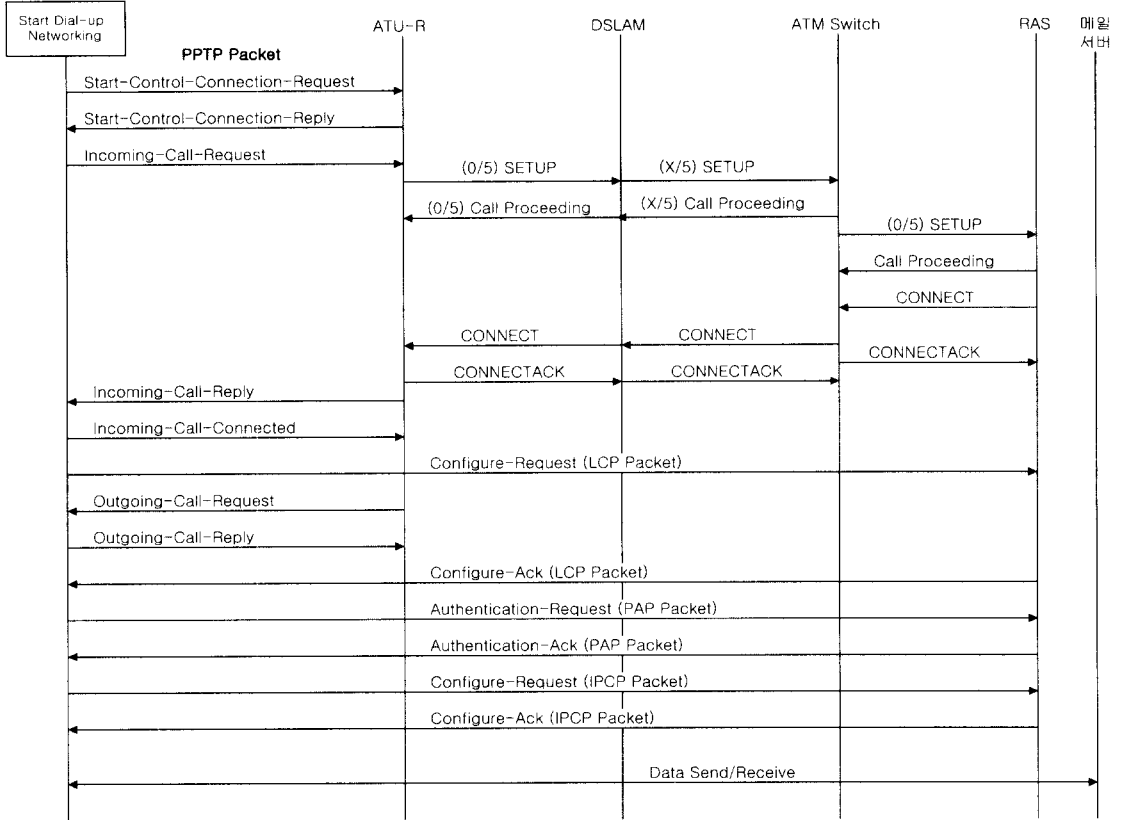 Start Dial-up
Networking
ATU-R
DSLAM
ATM Switch
RAS
메일
서버
PPTP Packet
Start-Control-Connection-Request
Start-Control-Connection-Reply
Incoming-Call-Request
(0/5) SETUP
(X/5) SETUP
(0/5) Call Proceeding
(X/5) Call Proceeding
(0/5) SETUP
Call Proceeding
CONNECT
CONNECT
CONNECT
CONNECTACK
CONNECTACK
CONNECTACK
Incoming-Call-Reply
Incoming-Call-Connected
Configure-Request (LCP Packet)
Outgoing-Call-Request
Outgoing-Call-Reply
Configure-Ack (LCP Packet)
Authentication-Request (PAP Packet)
Authentication-Ack (PAP Packet)
Configure-Request (IPCP Packet)
Configure-Ack (IPCP Packet)
Data Send/Receive